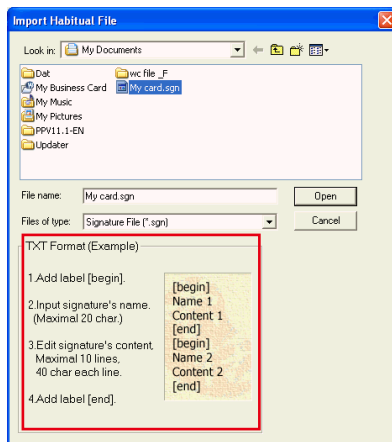 Import Habitual File
Look in: My Documents
Dat
My Business Card
My Music
My Pictures
PPV11.1-EN
Updater
wc file _F
My card.sgn
File name: My card.sgn Open
Files of type: Signature File (*.sgn) Cancel
TXT Format (Example)
1.Add label [begin].
2.Input signature's name.
(Maximal 20 char.)
3.Edit signature's content,
Maximal 10 lines,
40 char each line.
4.Add label [end].
[begin]
Name 1
Content 1
[end]
[begin]
Name 2
Content 2
[end]